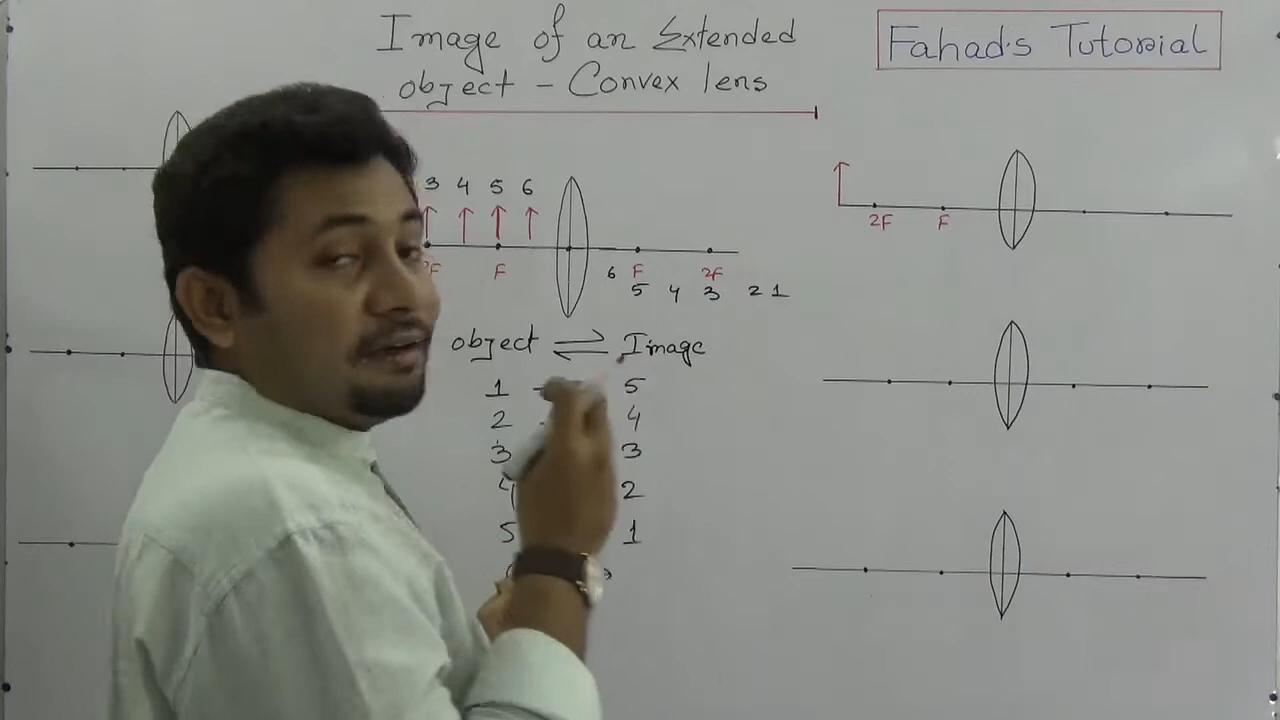 Image of an Extended
object - Convex lens
Fahad's Tutorial
3 4 5 6
F F
6 F 2F
5 4 3 2 1
2F F
object ⇌ Image
1 5
2 4
3 3
4 2
5 1